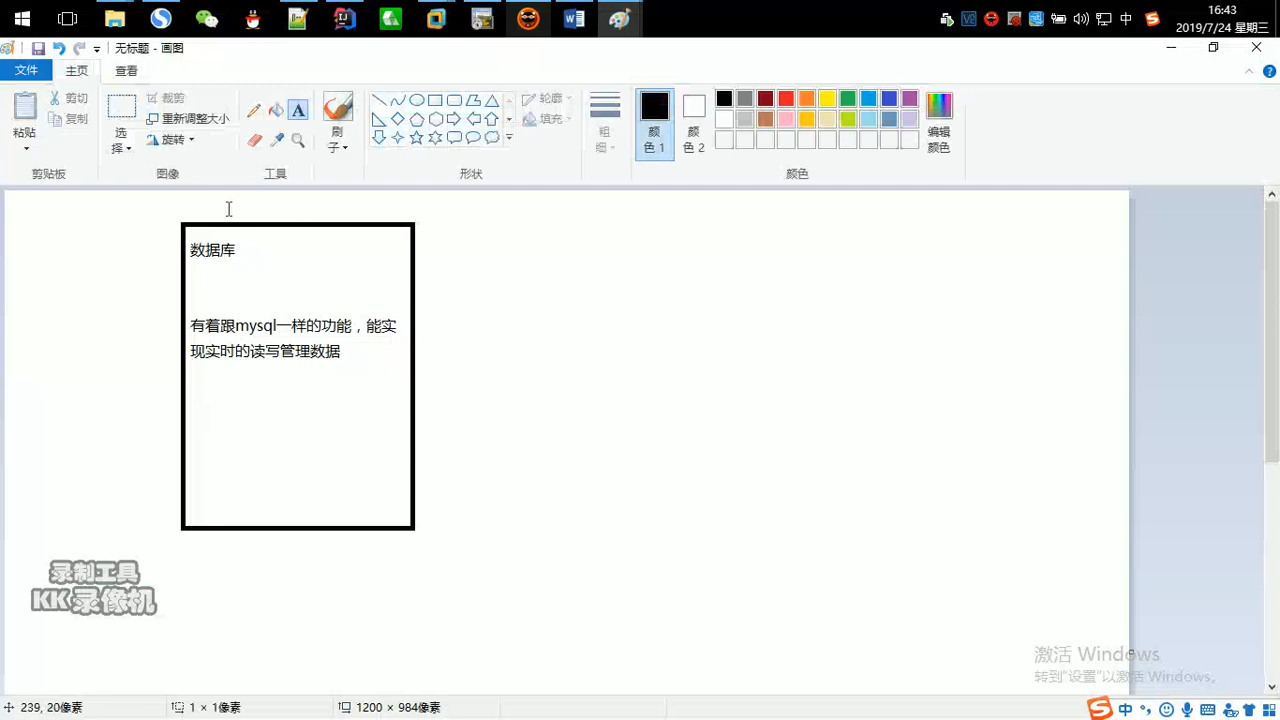 16:43
2019/7/24 星期三
中
无标题 - 画图
文件
主页
查看
粘贴
剪切
复制
选择
裁剪
重新调整大小
旋转
A
刷子
轮廓
填充
粗细
颜色 1
颜色 2
编辑颜色
剪贴板
图像
工具
形状
颜色
数据库
有着跟mysql一样的功能，能实
现实时的读写管理数据
录制工具
KK录像机
激活 Windows
转到"设置"以激活 Windows。
239, 20像素
1 × 1像素
1200 × 984像素
中